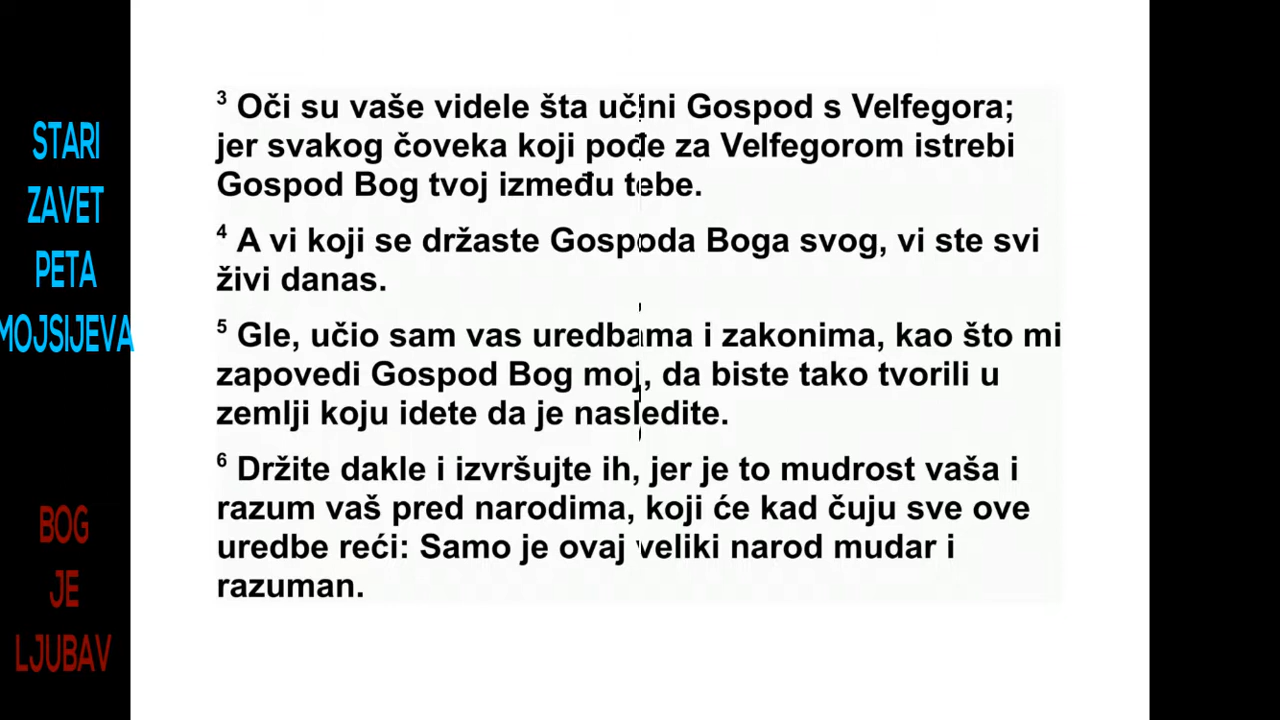 STARI
ZAVET
PETA
MOJSIJEVA
BOG
JE
LJUBAV
3 Oči su vaše videle šta učini Gospod s Velfegora;
jer svakog čoveka koji pođe za Velfegorom istrebi
Gospod Bog tvoj između tebe.
4 A vi koji se držaste Gospoda Boga svog, vi ste svi
živi danas.
5 Gle, učio sam vas uredbama i zakonima, kao što mi
zapovedi Gospod Bog moj, da biste tako tvorili u
zemlji koju idete da je nasledite.
6 Držite dakle i izvršujte ih, jer je to mudrost vaša i
razum vaš pred narodima, koji će kad čuju sve ove
uredbe reći: Samo je ovaj veliki narod mudar i
razuman.